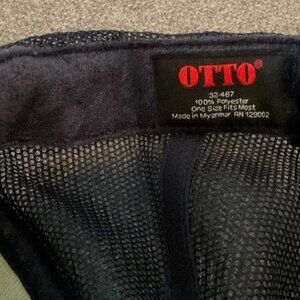 OTTO®
32-467
100% Polyester
One Size Fits Most
Made in Myanmar RN 129002